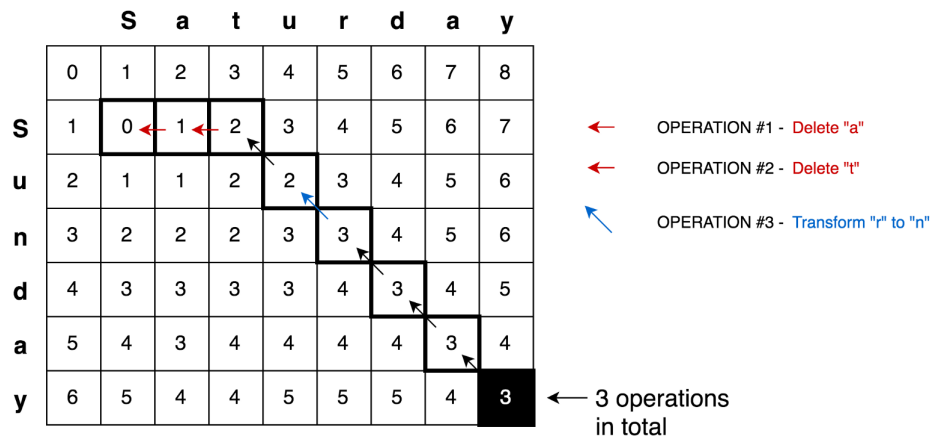 S a t u r d a y
0 1 2 3 4 5 6 7 8
S 1 0 1 2 3 4 5 6 7
OPERATION #1 - Delete "a"
OPERATION #2 - Delete "t"
u 2 1 1 2 2 3 4 5 6
OPERATION #3 - Transform "r" to "n"
n 3 2 2 2 3 3 4 5 6
d 4 3 3 3 3 4 3 4 5
a 5 4 3 4 4 4 4 3 4
y 6 5 4 4 5 5 5 4 3
3 operations
in total